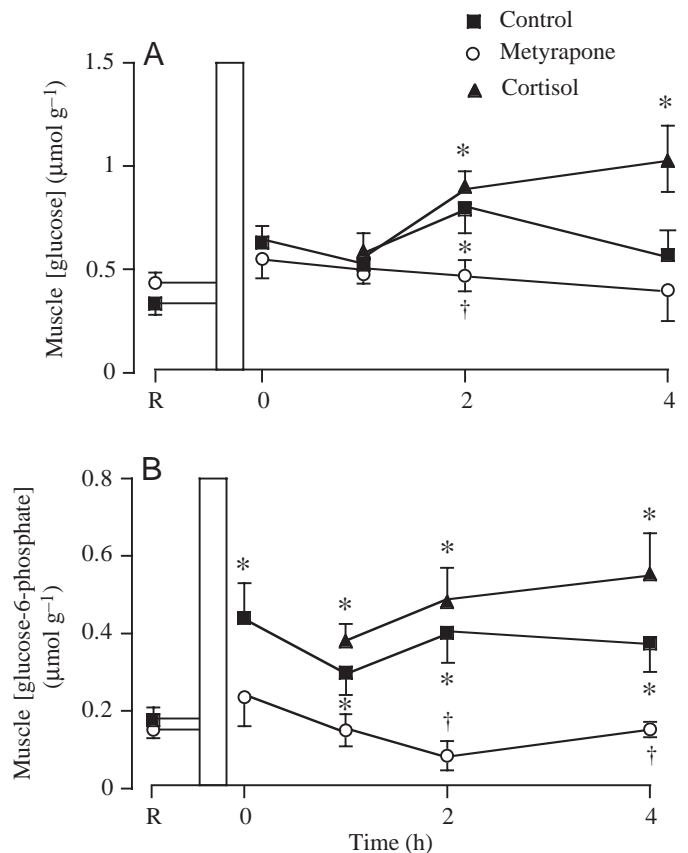 Control
Metyrapone
Cortisol
A
Muscle [glucose] (μmol g⁻¹)
1.5
1
0.5
0
*
*
*
†
R
0
2
4
B
Muscle [glucose-6-phosphate]
(μmol g⁻¹)
0.8
0.6
0.4
0.2
0
*
*
*
*
*
*
*
†
†
R
0
2
4
Time (h)